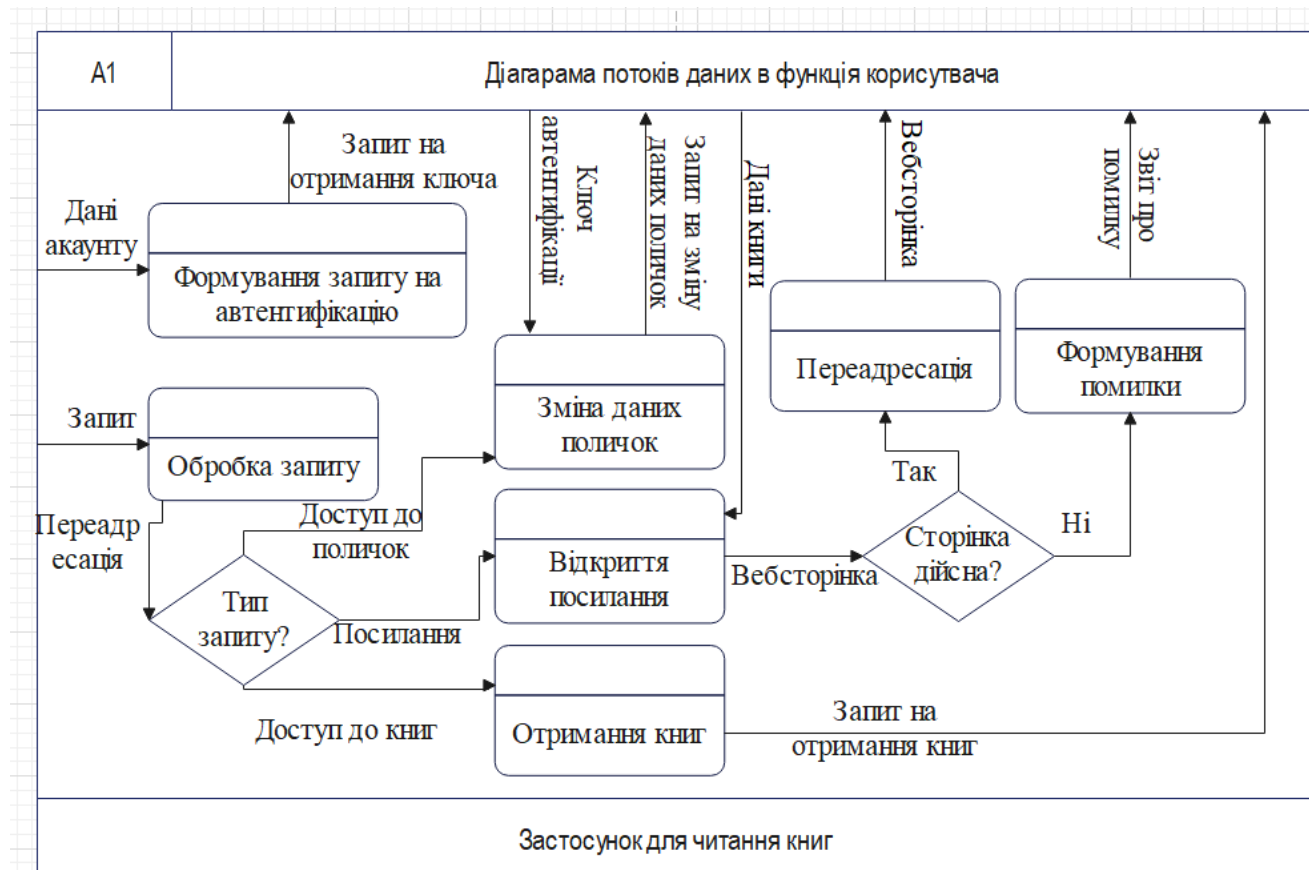 А1
Діагарама потоків даних в функція корисутвача
Запит на
отримання ключа
Ключ
автентифікації
Запит на зміну
даних поличок
Дані книги
Вебсторінка
Звіт про
помилку
Дані
акаунту
Формування запиту на
автентифікацію
Переадресація
Формування
помилки
Зміна даних
поличок
Запит
Обробка запиту
Так
Переадр
есація
Доступ до
поличок
Ні
Сторінка
дійсна?
Відкриття
посилання
Вебсторінка
Тип
запиту?
Посилання
Доступ до книг
Отримання книг
Запит на
отримання книг
Застосунок для читання книг